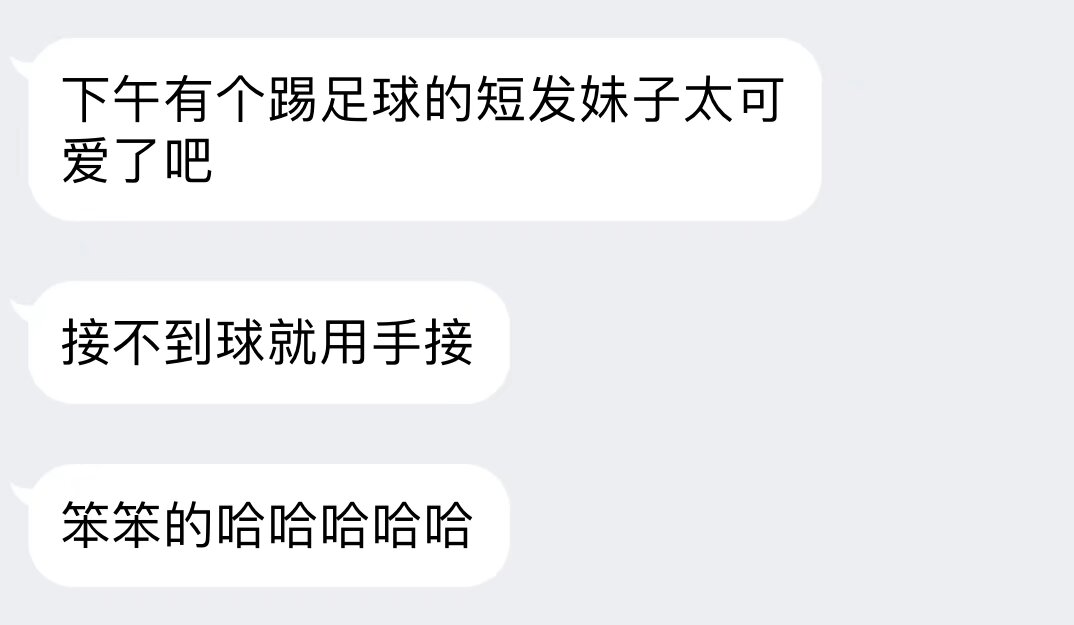 下午有个踢足球的短发妹子太可
爱了吧
接不到球就用手接
笨笨的哈哈哈哈哈